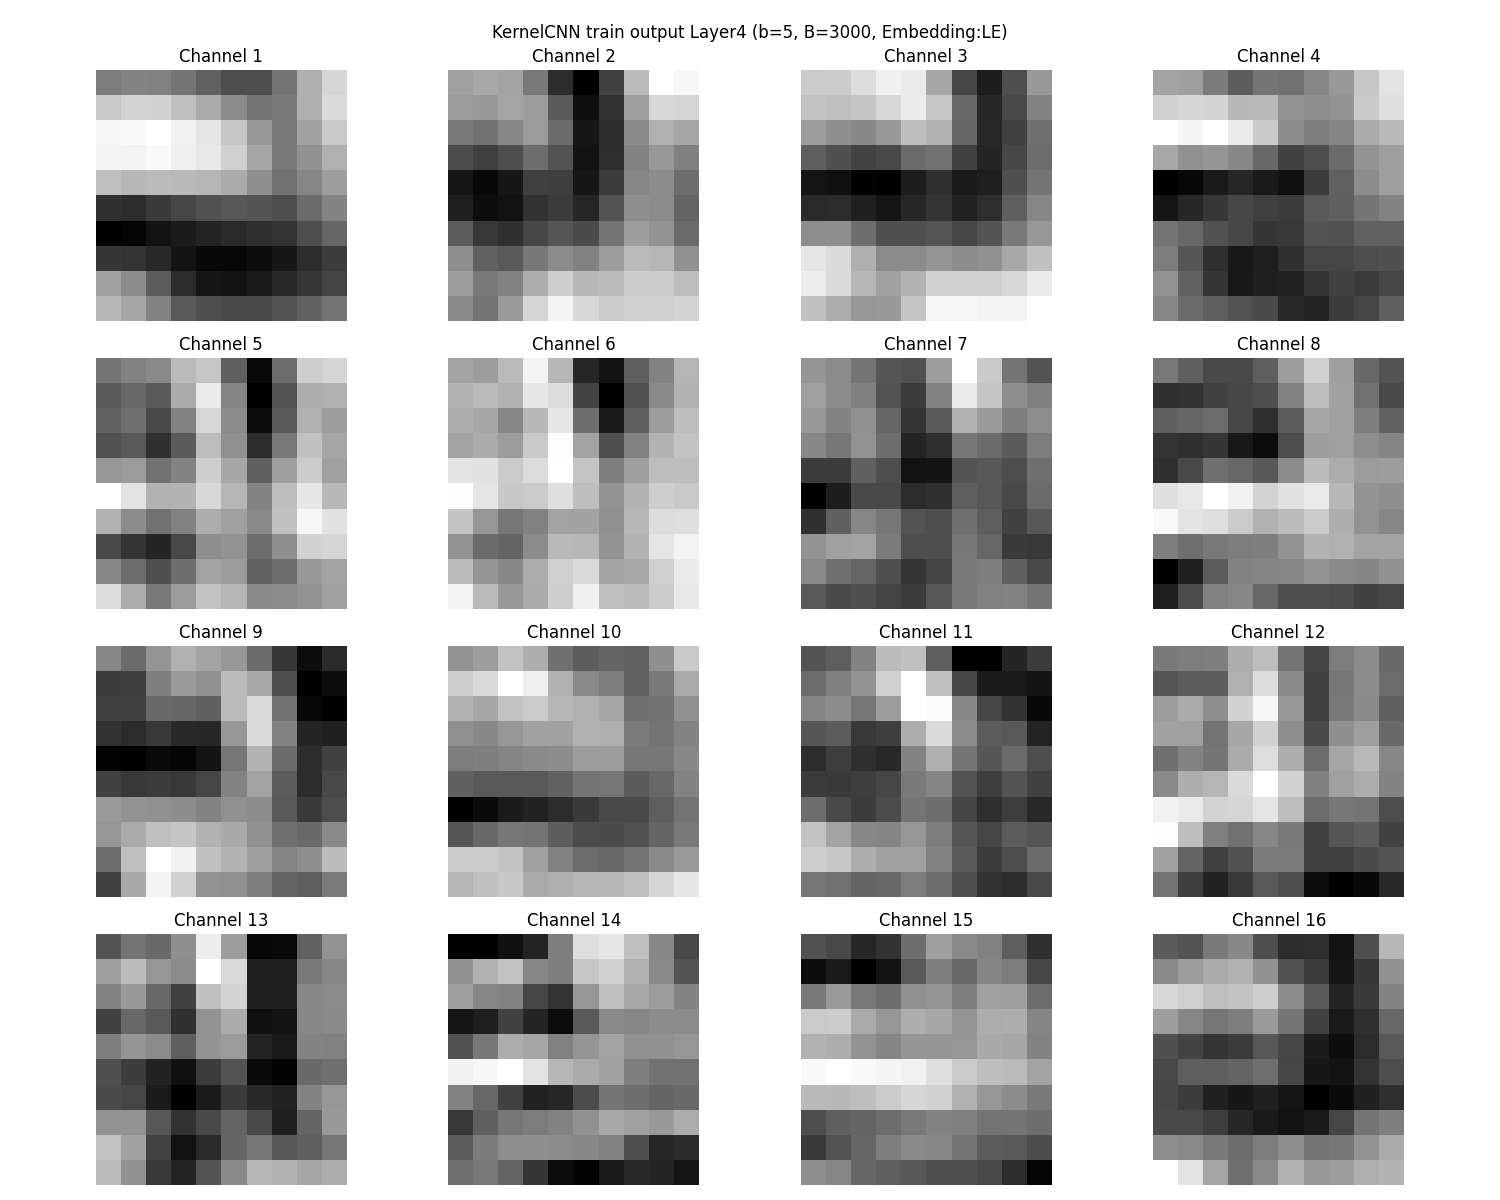 KernelCNN train output Layer4 (b=5, B=3000, Embedding:LE)
Channel 1
Channel 2
Channel 3
Channel 4
Channel 5
Channel 6
Channel 7
Channel 8
Channel 9
Channel 10
Channel 11
Channel 12
Channel 13
Channel 14
Channel 15
Channel 16